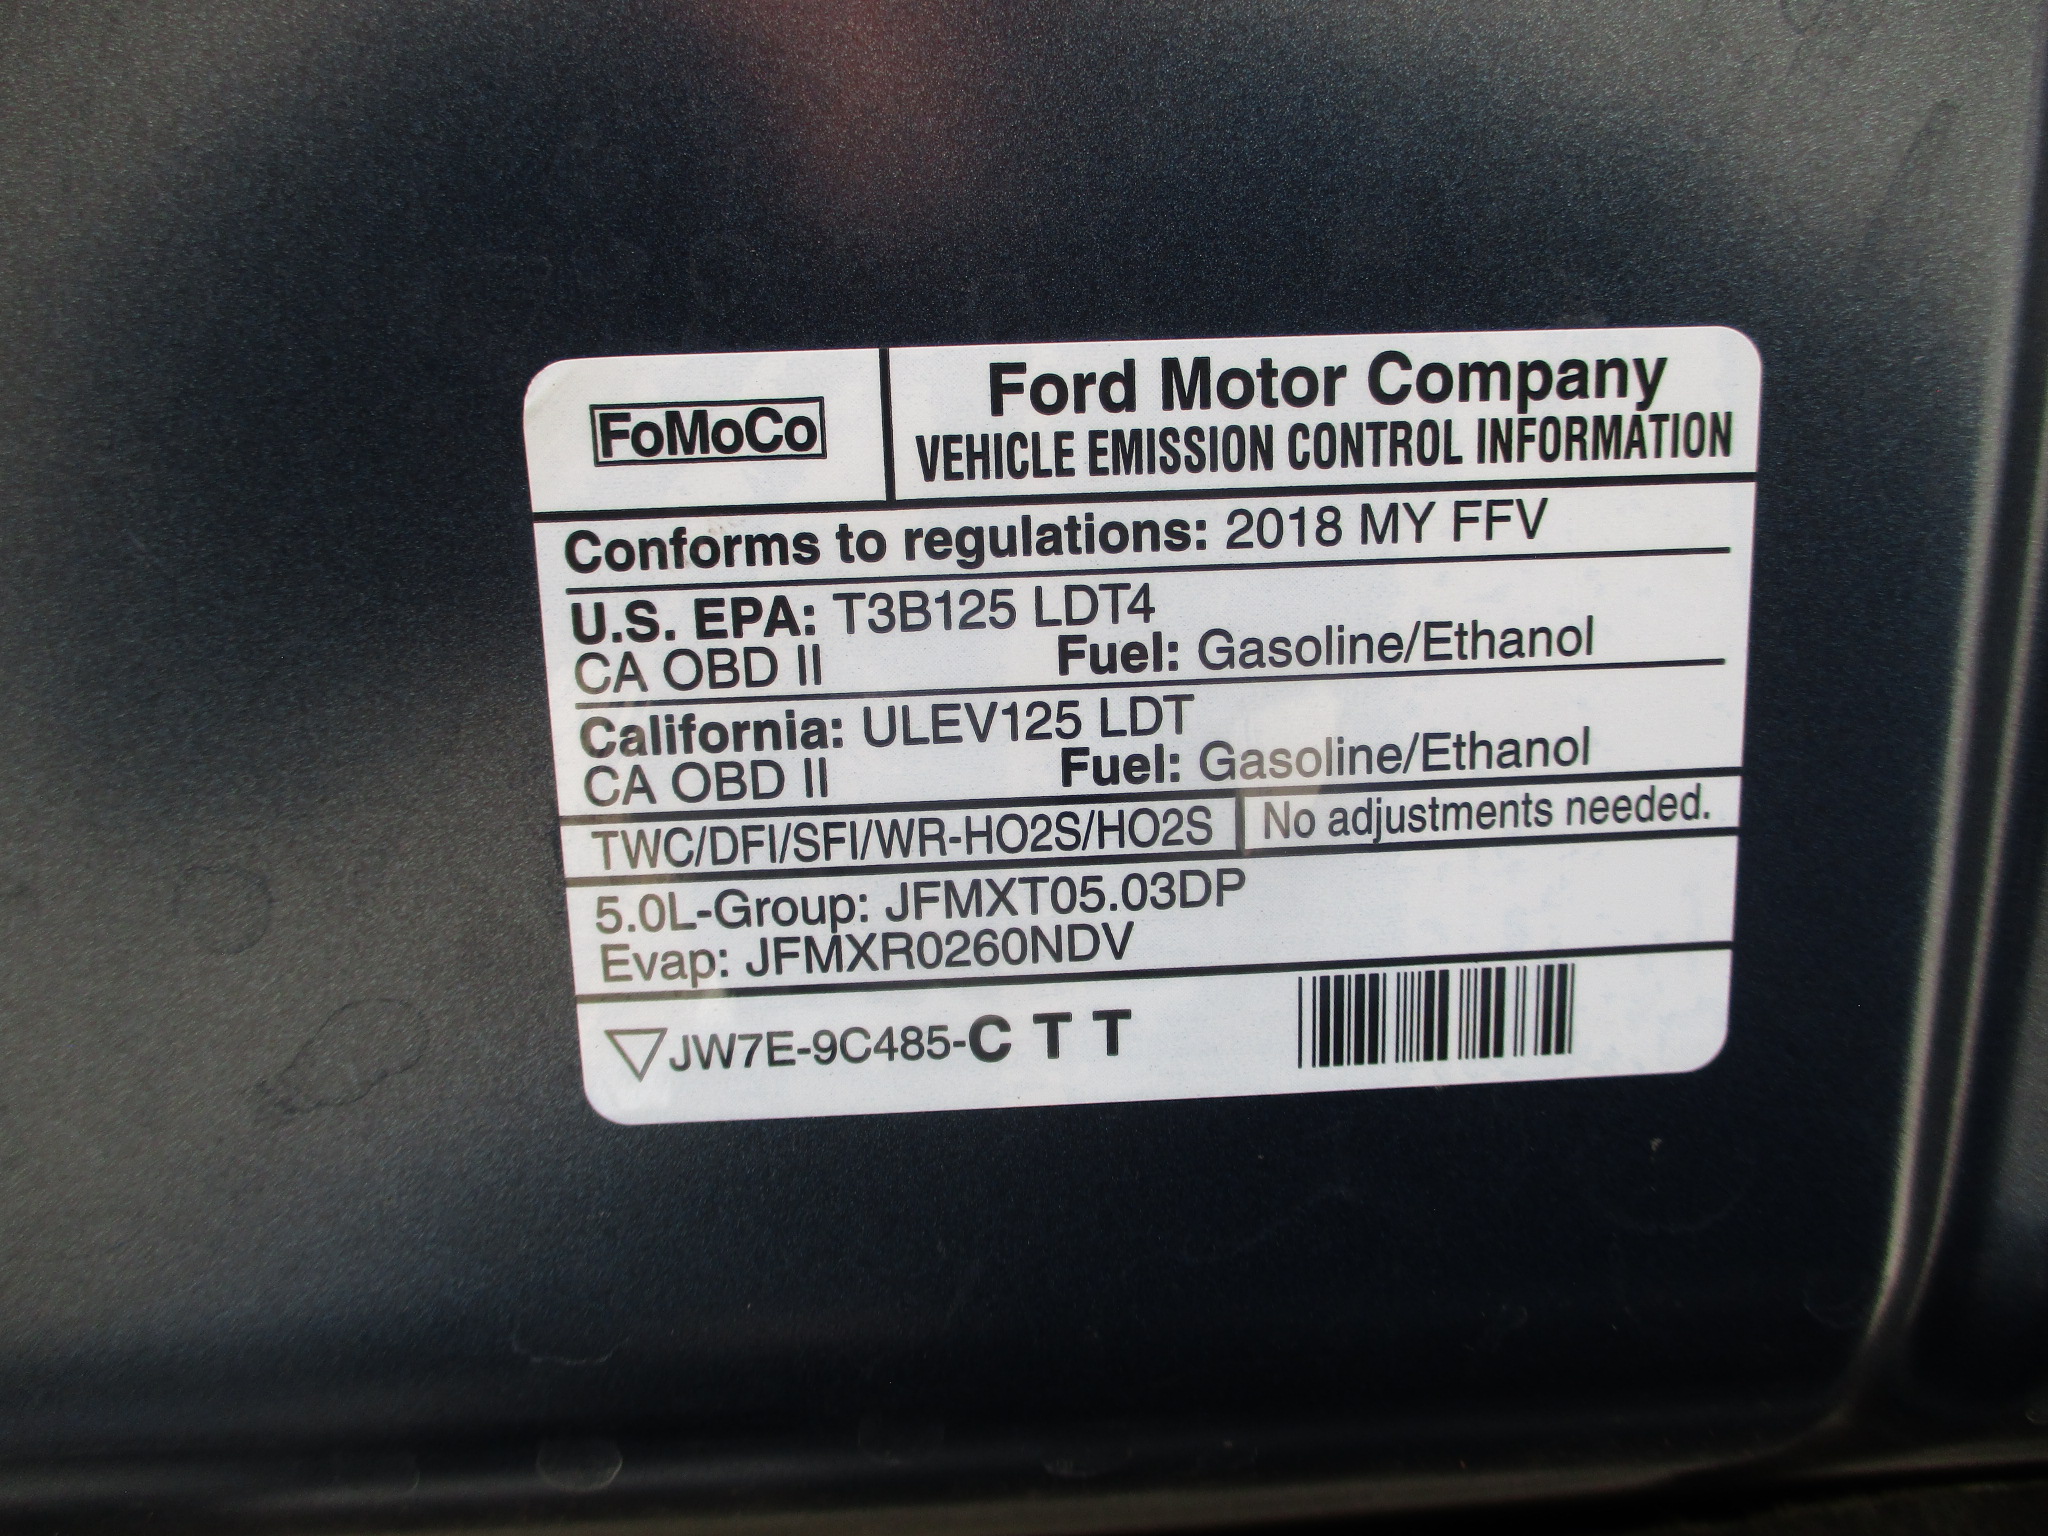 FoMoCo
Ford Motor Company
VEHICLE EMISSION CONTROL INFORMATION
Conforms to regulations: 2018 MY FFV
U.S. EPA: T3B125 LDT4
CA OBD II Fuel: Gasoline/Ethanol
California: ULEV125 LDT
CA OBD II Fuel: Gasoline/Ethanol
TWC/DFI/SFI/WR-HO2S/HO2S No adjustments needed.
5.0L-Group: JFMXT05.03DP
Evap: JFMXR0260NDV
JW7E-9C485-C T T